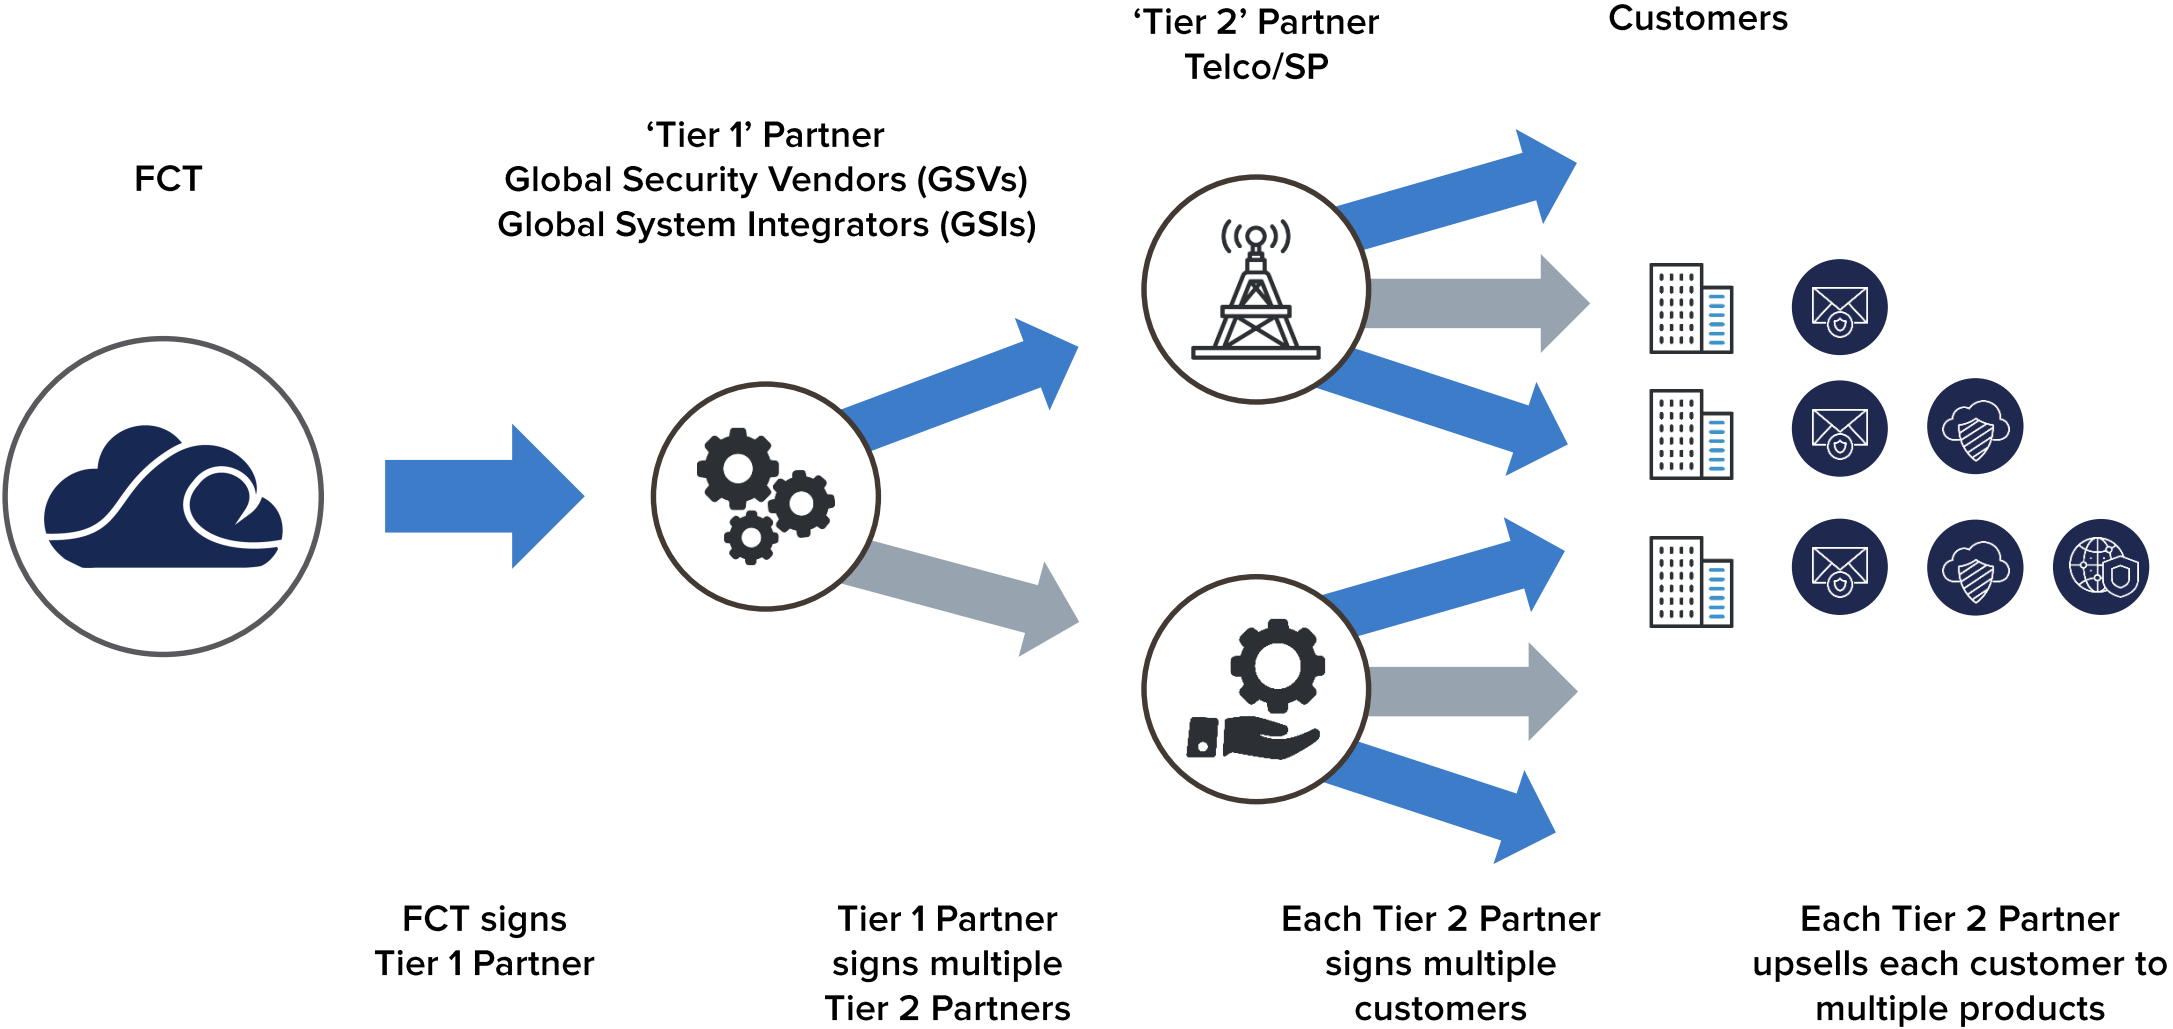 FCT
‘Tier 1’ Partner
Global Security Vendors (GSVs)
Global System Integrators (GSIs)
‘Tier 2’ Partner
Telco/SP
Customers
FCT signs
Tier 1 Partner
Tier 1 Partner
signs multiple
Tier 2 Partners
Each Tier 2 Partner
signs multiple
customers
Each Tier 2 Partner
upsells each customer to
multiple products